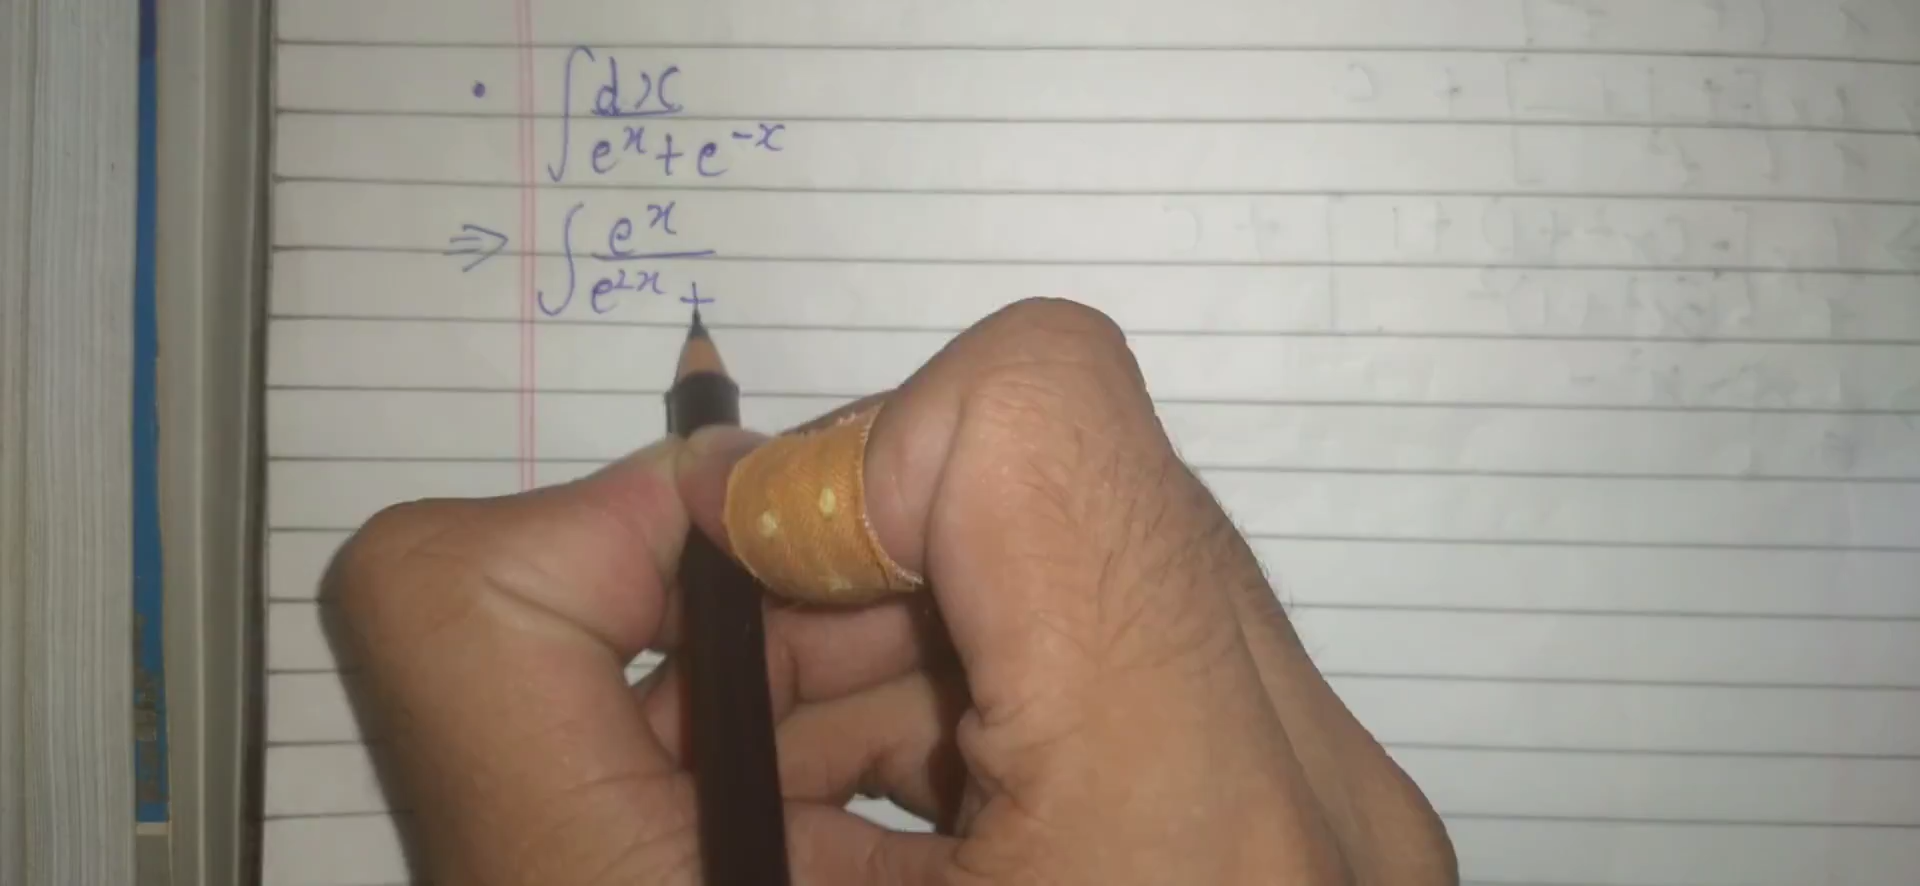 • ∫ dx / (e^x + e^-x)
⇒ ∫ e^x / (e^2x +